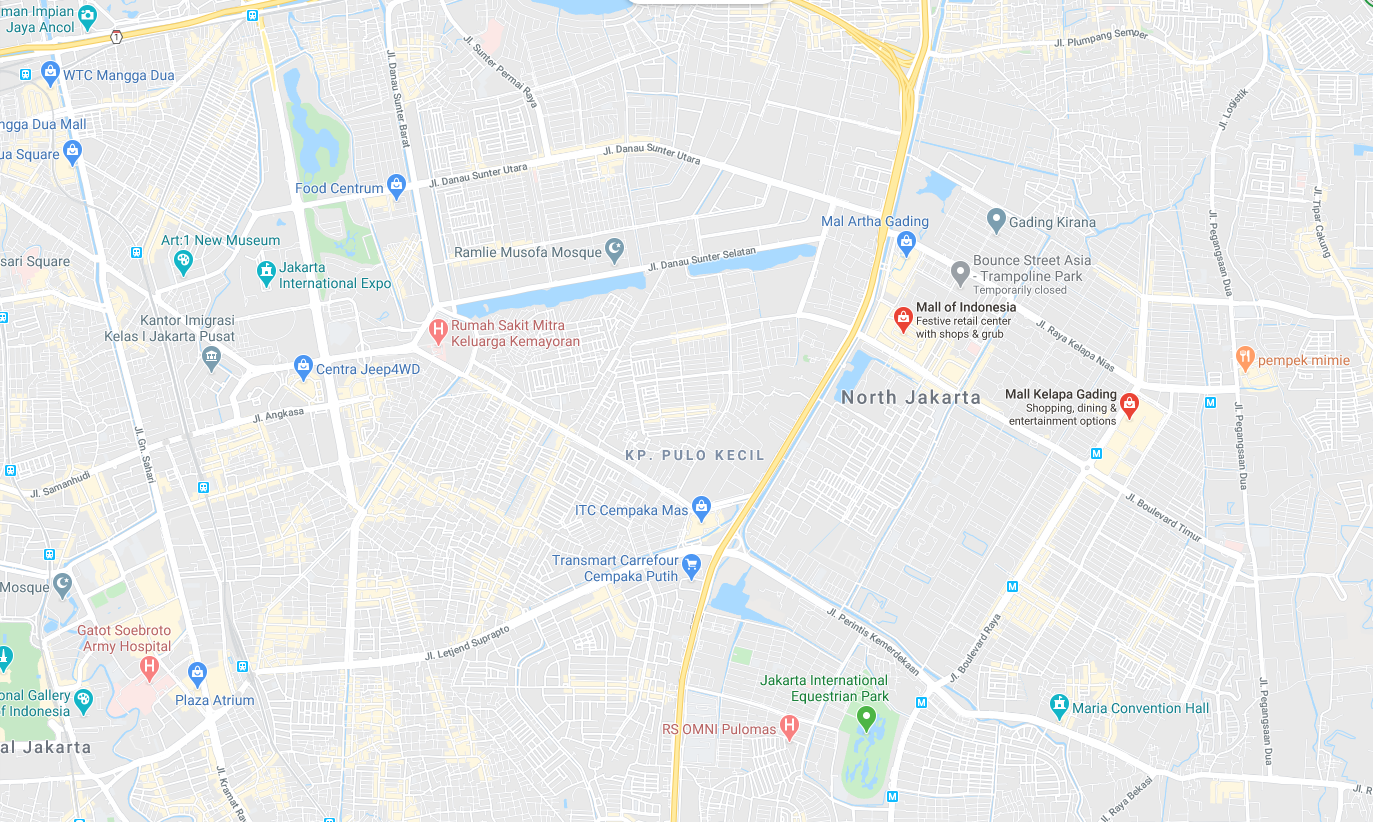 man Impian
Jaya Ancol
1
WTC Mangga Dua
ngga Dua Mall
ua Square
Jl. Sunter Permai Raya
Jl. Danau Sunter Barat
Jl. Plumpang Semper
Jl. Logistik
Jl. Danau Sunter Utara
Jl. Danau Sunter Utara
Food Centrum
Jl. Tipar Cakung
Jl. Pegangsaan Dua
Mal Artha Gading
Gading Kirana
Art:1 New Museum
Ramlie Musofa Mosque
Jl. Danau Sunter Selatan
sari Square
Jakarta
International Expo
Bounce Street Asia
- Trampoline Park
Temporarily closed
Mall of Indonesia
Festive retail center
with shops & grub
Kantor Imigrasi
Kelas I Jakarta Pusat
H
Rumah Sakit Mitra
Keluarga Kemayoran
Jl. Raya Kelapa Nias
pempek mimie
Centra Jeep4WD
North Jakarta
Mall Kelapa Gading
Shopping, dining &
entertainment options
M
Jl. Angkasa
Jl. Gn. Sahari
Jl. Pegangsaan Dua
KP. PULO KECIL
M
Jl. Samanhudi
ITC Cempaka Mas
Jl. Boulevard Timur
Transmart Carrefour
Cempaka Putih
Mosque
M
Jl. Perintis Kemerdekaan
Jl. Boulevard Raya
Gatot Soebroto
Army Hospital
H
Jl. Letjend Suprapto
Plaza Atrium
onal Gallery
of Indonesia
Jakarta International
Equestrian Park
M
Maria Convention Hall
Jl. Pegangsaan Dua
RS OMNI Pulomas
H
al Jakarta
Jl. Kramat Ra
M
Jl. Raya Bekasi
Jl. R